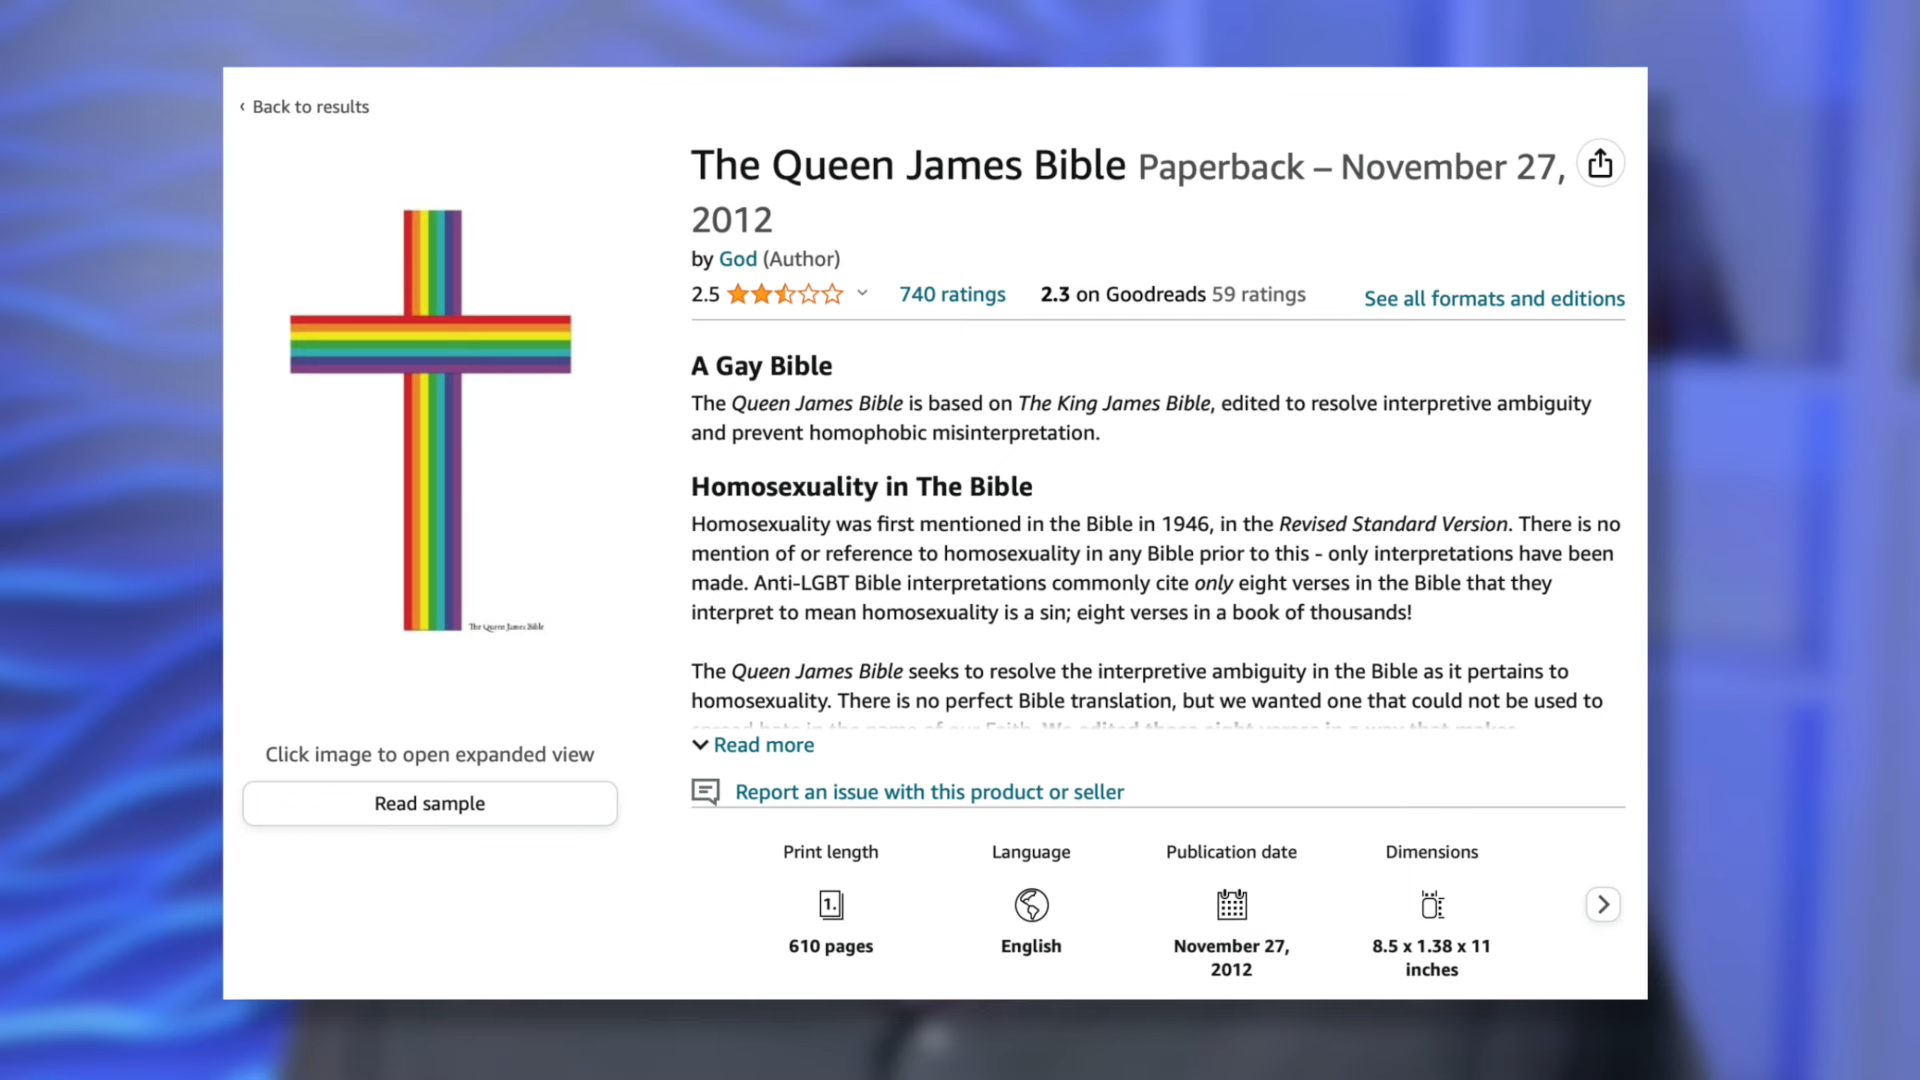 ‹ Back to results
The Queen James Bible Paperback – November 27,
2012
by God (Author)
2.5 740 ratings 2.3 on Goodreads 59 ratings See all formats and editions
A Gay Bible
The Queen James Bible is based on The King James Bible, edited to resolve interpretive ambiguity
and prevent homophobic misinterpretation.
Homosexuality in The Bible
Homosexuality was first mentioned in the Bible in 1946, in the Revised Standard Version. There is no
mention of or reference to homosexuality in any Bible prior to this - only interpretations have been
made. Anti-LGBT Bible interpretations commonly cite only eight verses in the Bible that they
interpret to mean homosexuality is a sin; eight verses in a book of thousands!
The Queen James Bible seeks to resolve the interpretive ambiguity in the Bible as it pertains to
homosexuality. There is no perfect Bible translation, but we wanted one that could not be used to
Read more
Report an issue with this product or seller
The Queen James Bible
Click image to open expanded view
Read sample
Print length Language Publication date Dimensions
1.
610 pages English November 27, 8.5 x 1.38 x 11
2012 inches